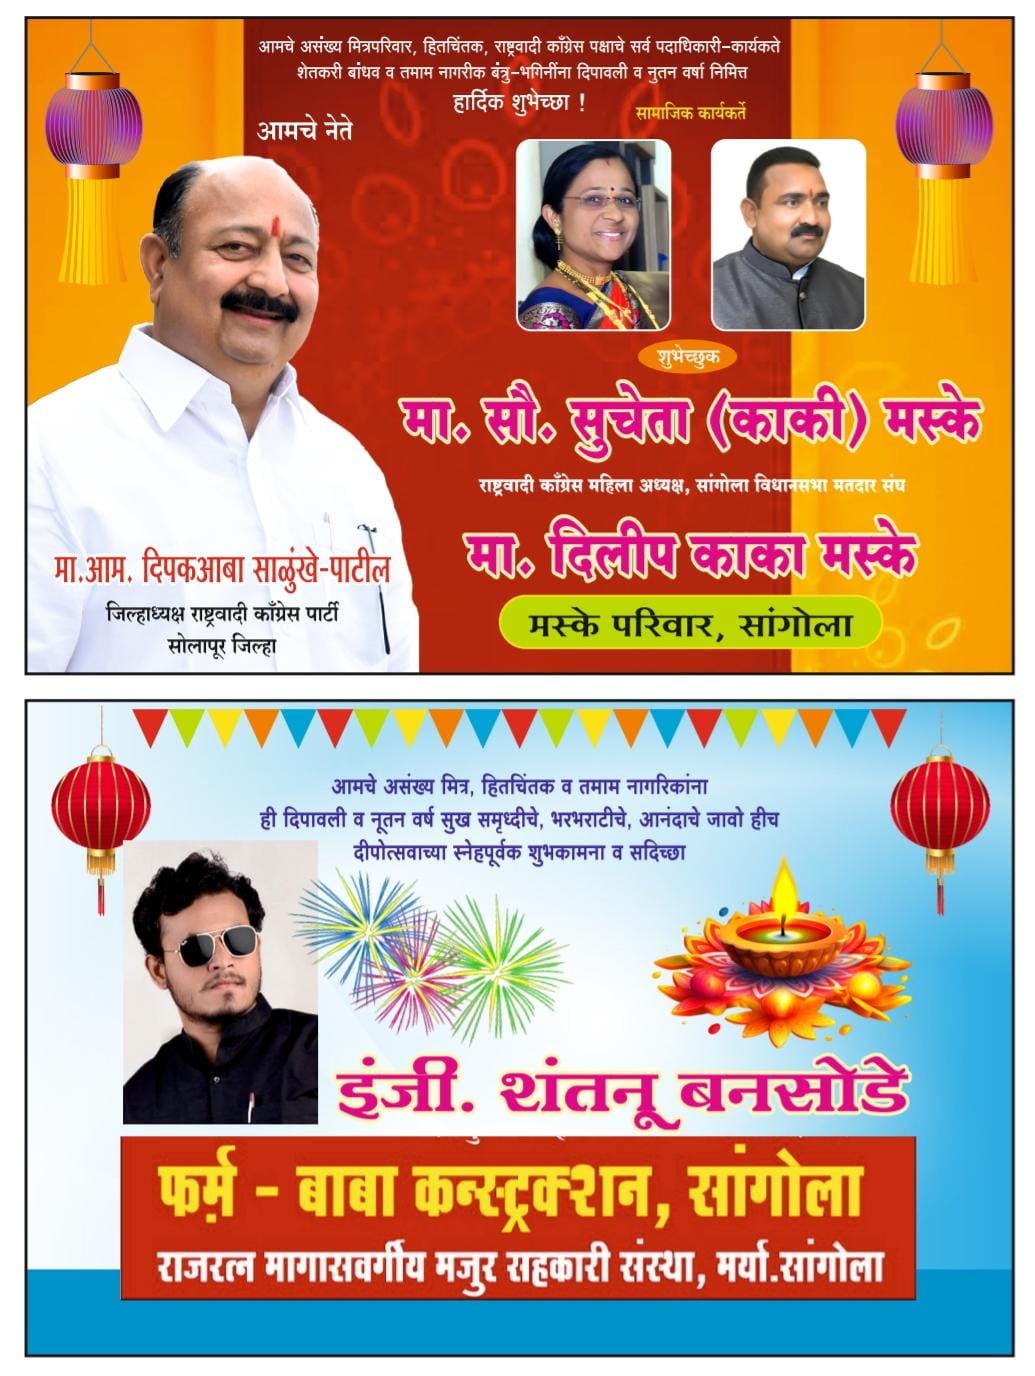 आमचे असंख्य मित्रपरिवार, हितचिंतक, राष्ट्रवादी काँग्रेस पक्षाचे सर्व पदाधिकारी-कार्यकते
शेतकरी बांधव व तमाम नागरीक बंत्रु-भगिनींना दिपावली व नुतन वर्षा निमित्त
हार्दिक शुभेच्छा !
सामाजिक कार्यकर्ते
आमचे नेते
शुभेच्छुक
मा. सौ. सुचेता (काकी) मस्के
राष्ट्रवादी काँग्रेस महिला अध्यक्ष, सांगोला विधानसभा मतदार संघ
मा. दिलीप काका मस्के
मस्के परिवार, सांगोला
मा.आम. दिपकआबा साळुंखे-पाटील
जिल्हाध्यक्ष राष्ट्रवादी काँग्रेस पार्टी
सोलापूर जिल्हा
आमचे असंख्य मित्र, हितचिंतक व तमाम नागरिकांना
ही दिपावली व नूतन वर्ष सुख समृध्दीचे, भरभराटीचे, आनंदाचे जावो हीच
दीपोत्सवाच्या स्नेहपूर्वक शुभकामना व सदिच्छा
इंजी. शंतनू बनसोडे
फर्म - बाबा कन्स्ट्रक्शन, सांगोला
राजरत्न मागासवर्गीय मजुर सहकारी संस्था, मर्या.सांगोला